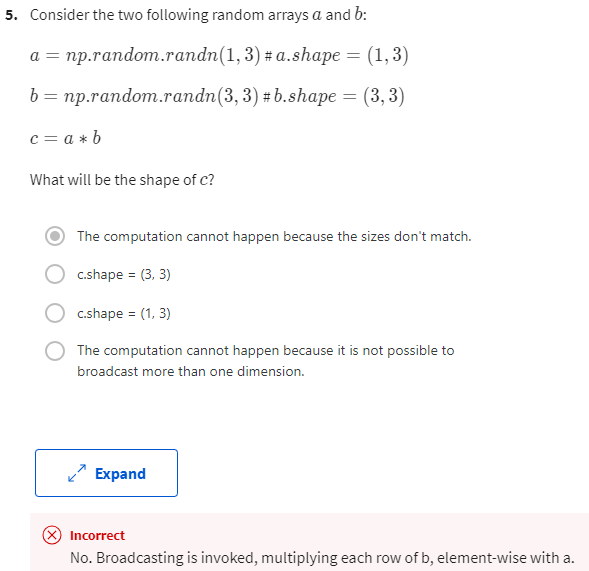 5. Consider the two following random arrays a and b:
a = np.random.randn(1, 3) # a.shape = (1, 3)
b = np.random.randn(3, 3) # b.shape = (3, 3)
c = a * b
What will be the shape of c?
The computation cannot happen because the sizes don't match.
c.shape = (3, 3)
c.shape = (1, 3)
The computation cannot happen because it is not possible to
broadcast more than one dimension.
Expand
Incorrect
No. Broadcasting is invoked, multiplying each row of b, element-wise with a.